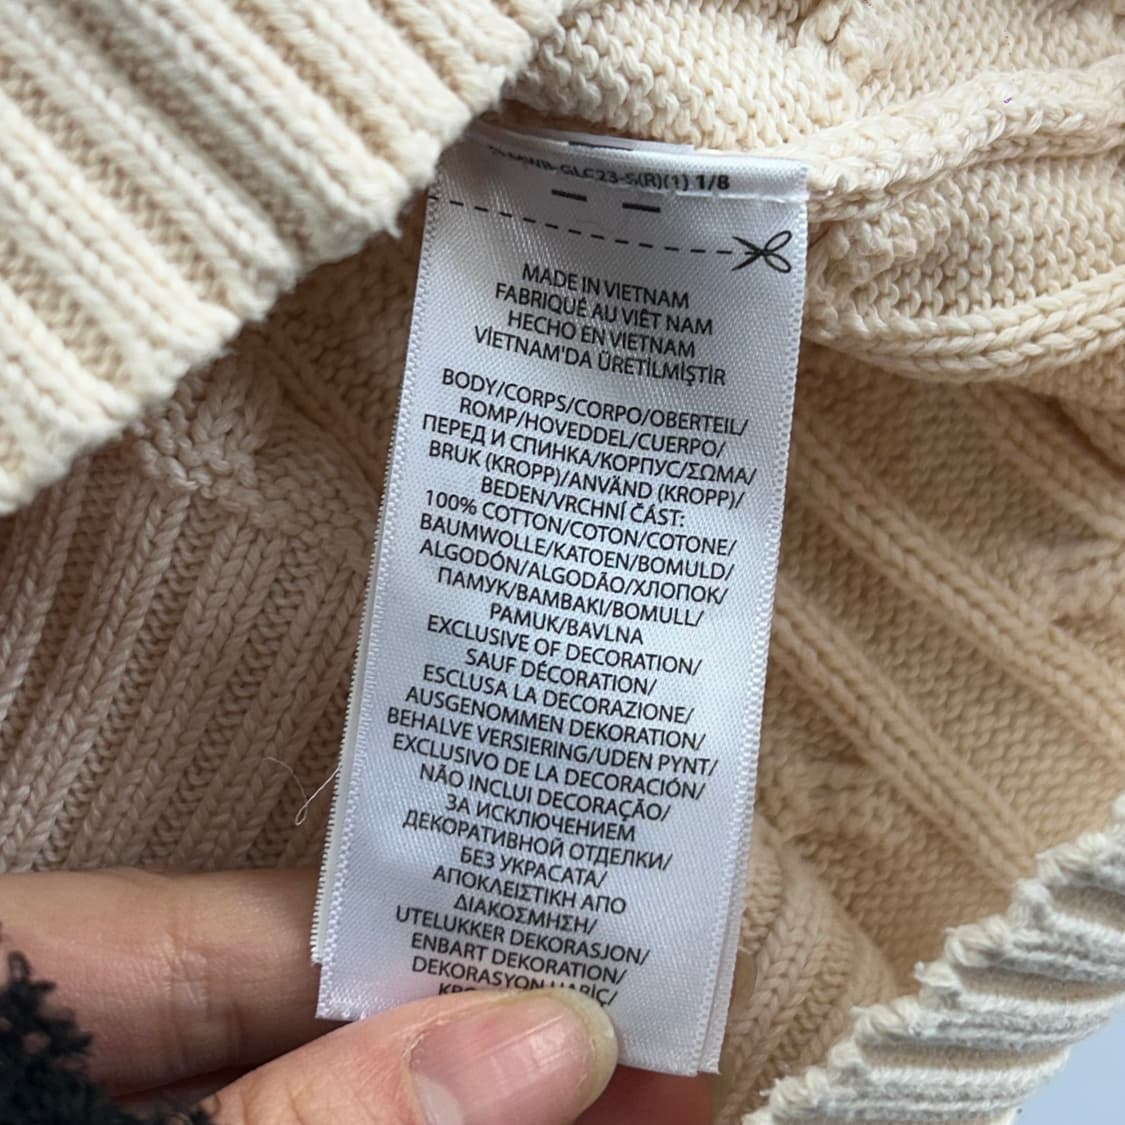 GLC23-S(R)(1) 1/8
MADE IN VIETNAM
FABRIQUÉ AU VIÊT NAM
HECHO EN VIETNAM
VİETNAM'DA ÜRETİLMİŞTİR
BODY/CORPS/CORPO/OBERTEIL/
ROMP/HOVEDDEL/CUERPO/
ПЕРЕД И СПИНКА/КОРПУС/ΣΩΜΑ/
BRUK (KROPP)/ANVÄND (KROPP)/
BEDEN/VRCHNÍ ČÁST:
100% COTTON/COTON/COTONE/
BAUMWOLLE/KATOEN/BOMULD/
ALGODÓN/ALGODÃO/ХЛОПОК/
ПАМУК/ΒΑΜΒΑΚΙ/BOMULL/
PAMUK/BAVLNA
EXCLUSIVE OF DECORATION/
SAUF DÉCORATION/
ESCLUSA LA DECORAZIONE/
AUSGENOMMEN DEKORATION/
BEHALVE VERSIERING/UDEN PYNT/
EXCLUSIVO DE LA DECORACIÓN/
NÃO INCLUI DECORAÇÃO/
ЗА ИСКЛЮЧЕНИЕМ
ДЕКОРАТИВНОЙ ОТДЕЛКИ/
БЕЗ УКРАСАТА/
ΑΠΟΚΛΕΙΣΤΙΚΗ ΑΠΟ
ΔΙΑΚΟΣΜΗΣΗ/
UTELUKKER DEKORASJON/
ENBART DEKORATION/
DEKORASYON HARİÇ/